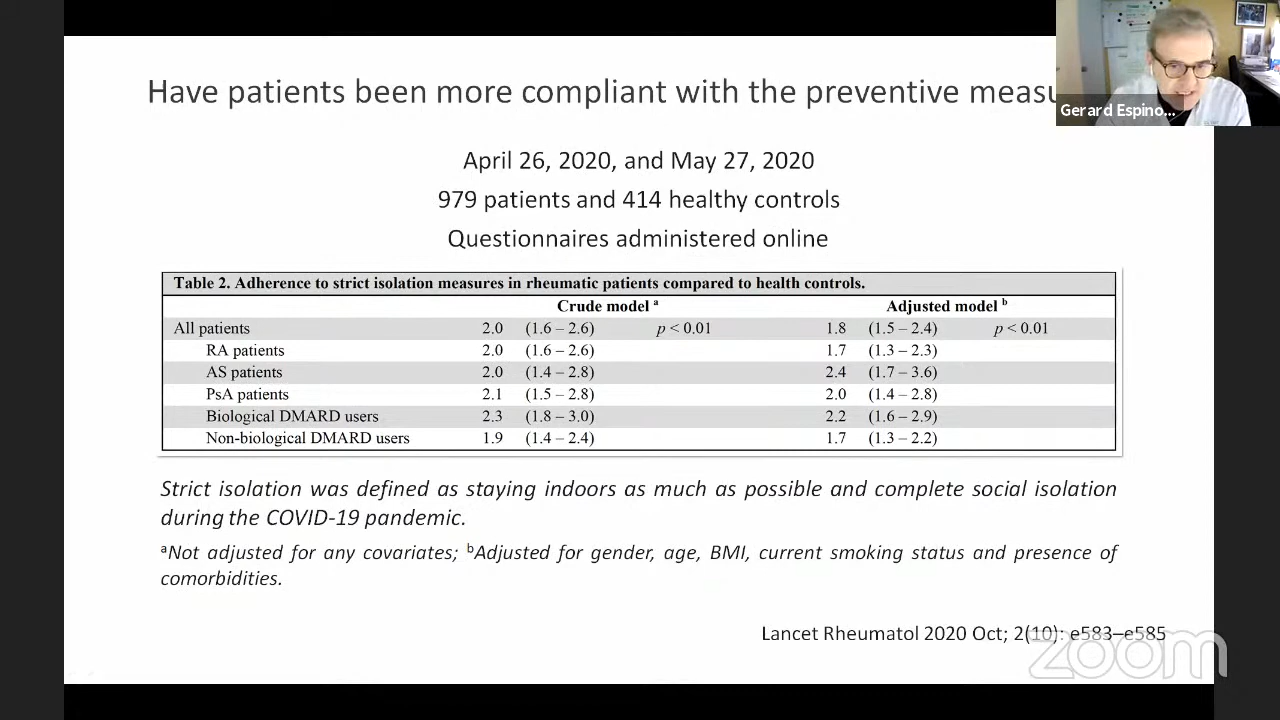 Have patients been more compliant with the preventive measu
Gerard Espino...
April 26, 2020, and May 27, 2020
979 patients and 414 healthy controls
Questionnaires administered online
Table 2. Adherence to strict isolation measures in rheumatic patients compared to health controls.
Crude model ᵃ Adjusted model ᵇ
All patients 2.0 (1.6 – 2.6) p < 0.01 1.8 (1.5 – 2.4) p < 0.01
RA patients 2.0 (1.6 – 2.6) 1.7 (1.3 – 2.3)
AS patients 2.0 (1.4 – 2.8) 2.4 (1.7 – 3.6)
PsA patients 2.1 (1.5 – 2.8) 2.0 (1.4 – 2.8)
Biological DMARD users 2.3 (1.8 – 3.0) 2.2 (1.6 – 2.9)
Non-biological DMARD users 1.9 (1.4 – 2.4) 1.7 (1.3 – 2.2)
Strict isolation was defined as staying indoors as much as possible and complete social isolation
during the COVID-19 pandemic.
ᵃNot adjusted for any covariates; ᵇAdjusted for gender, age, BMI, current smoking status and presence of
comorbidities.
Lancet Rheumatol 2020 Oct; 2(10): e583–e585
zoom